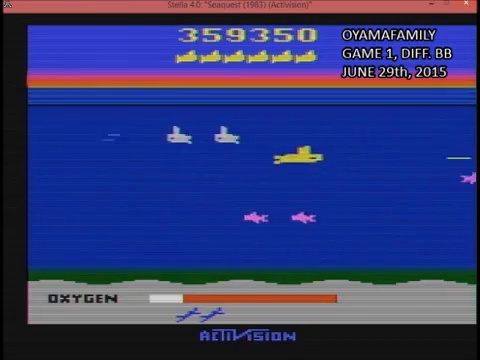 Stella 4.0: "Seaquest (1983) (Activision)"
359350
OYAMAFAMILY
GAME 1, DIFF. BB
JUNE 29th, 2015
OXYGEN
ACTIVISION